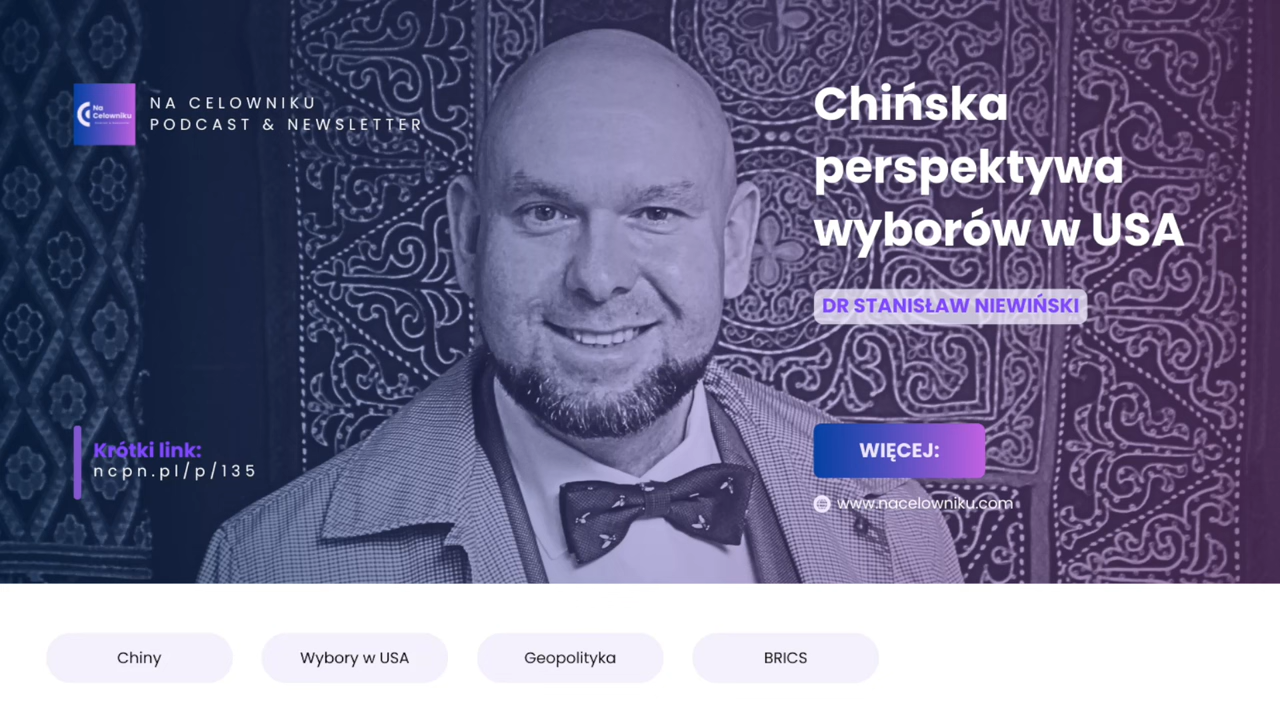 Na
Celowniku
NA CELOWNIKU
PODCAST & NEWSLETTER
Chińska
perspektywa
wyborów w USA
DR STANISŁAW NIEWIŃSKI
Krótki link:
ncpn.pl/p/135
WIĘCEJ:
www.nacelowniku.com
Chiny
Wybory w USA
Geopolityka
BRICS